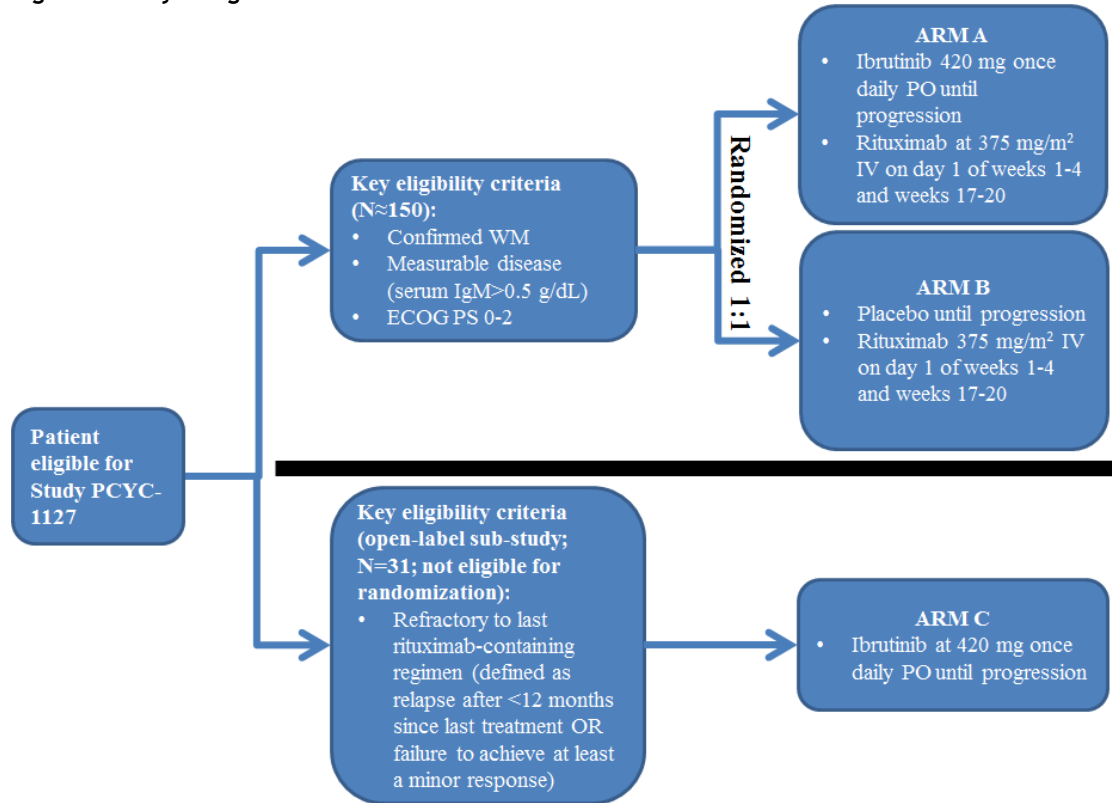 Patient
eligible for
Study PCYC-
1127
Key eligibility criteria
(N≈150):
• Confirmed WM
• Measurable disease
(serum IgM>0.5 g/dL)
• ECOG PS 0-2
Randomized 1:1
ARM A
• Ibrutinib 420 mg once
daily PO until
progression
• Rituximab at 375 mg/m²
IV on day 1 of weeks 1-4
and weeks 17-20
ARM B
• Placebo until progression
• Rituximab 375 mg/m² IV
on day 1 of weeks 1-4
and weeks 17-20
Key eligibility criteria
(open-label sub-study;
N=31; not eligible for
randomization):
• Refractory to last
rituximab-containing
regimen (defined as
relapse after <12 months
since last treatment OR
failure to achieve at least
a minor response)
ARM C
• Ibrutinib at 420 mg once
daily PO until progression